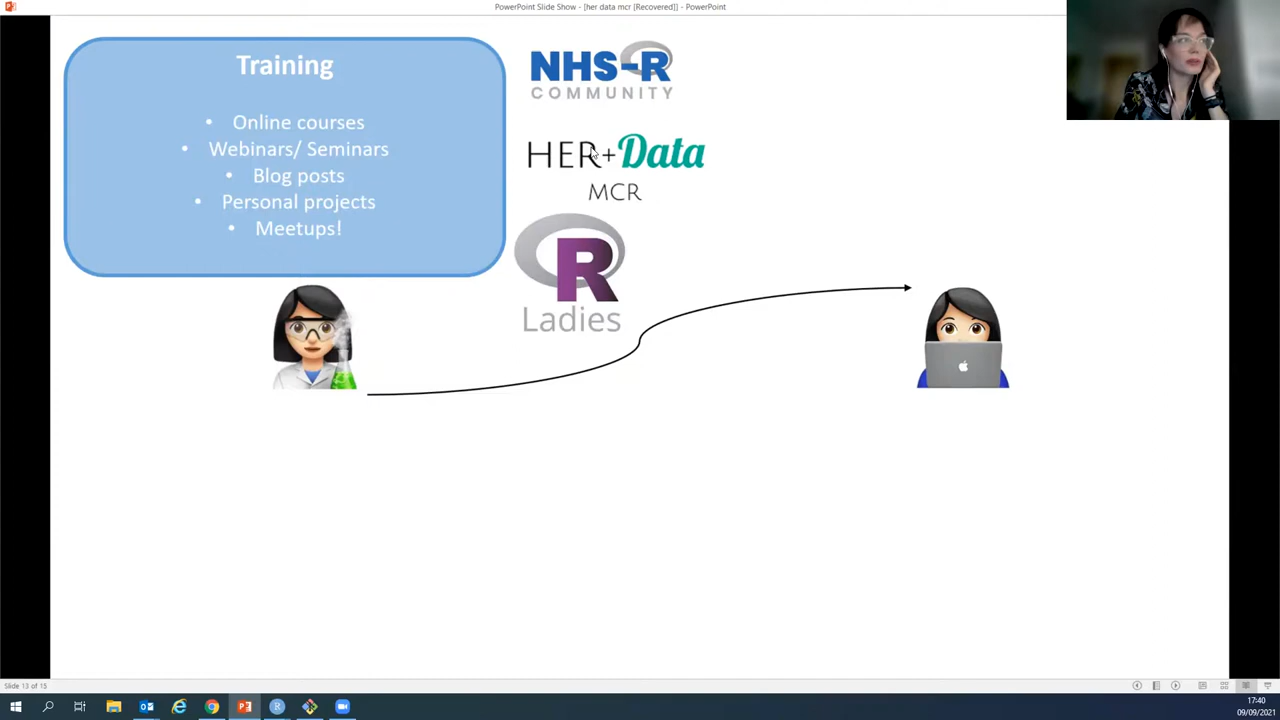 PowerPoint Slide Show - [her data mcr [Recovered]] - PowerPoint
Training
• Online courses
• Webinars/ Seminars
• Blog posts
• Personal projects
• Meetups!
NHS-R
COMMUNITY
HER+Data
MCR
R
Ladies
Slide 13 of 15
17:40
09/09/2021